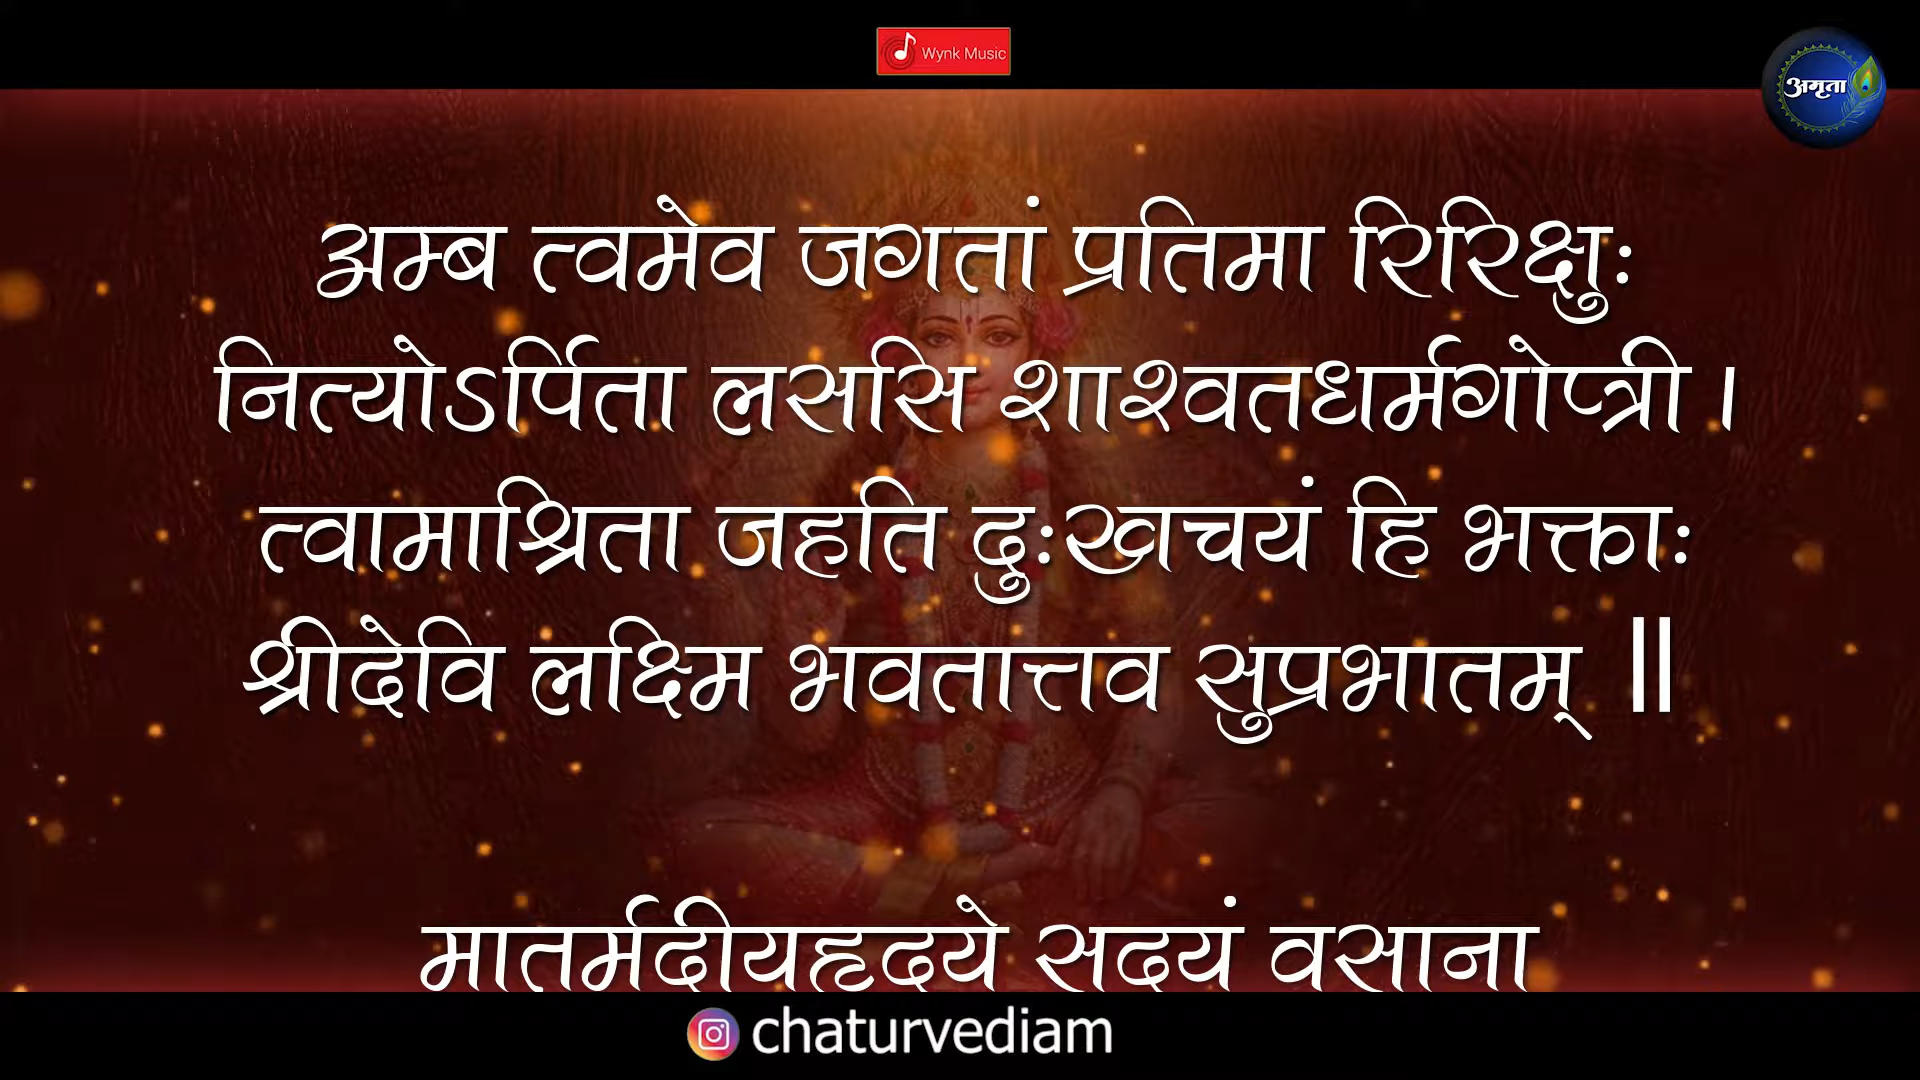 Wynk Music
अमृता
अम्ब त्वमेव जगतां प्रतिमा रिरिक्षुः
नित्योऽर्पिता लससि शाश्वतधर्मगोप्त्री ।
त्वामाश्रिता जहति दुःखचयं हि भक्ताः
श्रीदेवि लक्ष्मि भवतात्तव सुप्रभातम् ॥
मातर्मदीयहृदये सदयं वसाना
chaturvediam